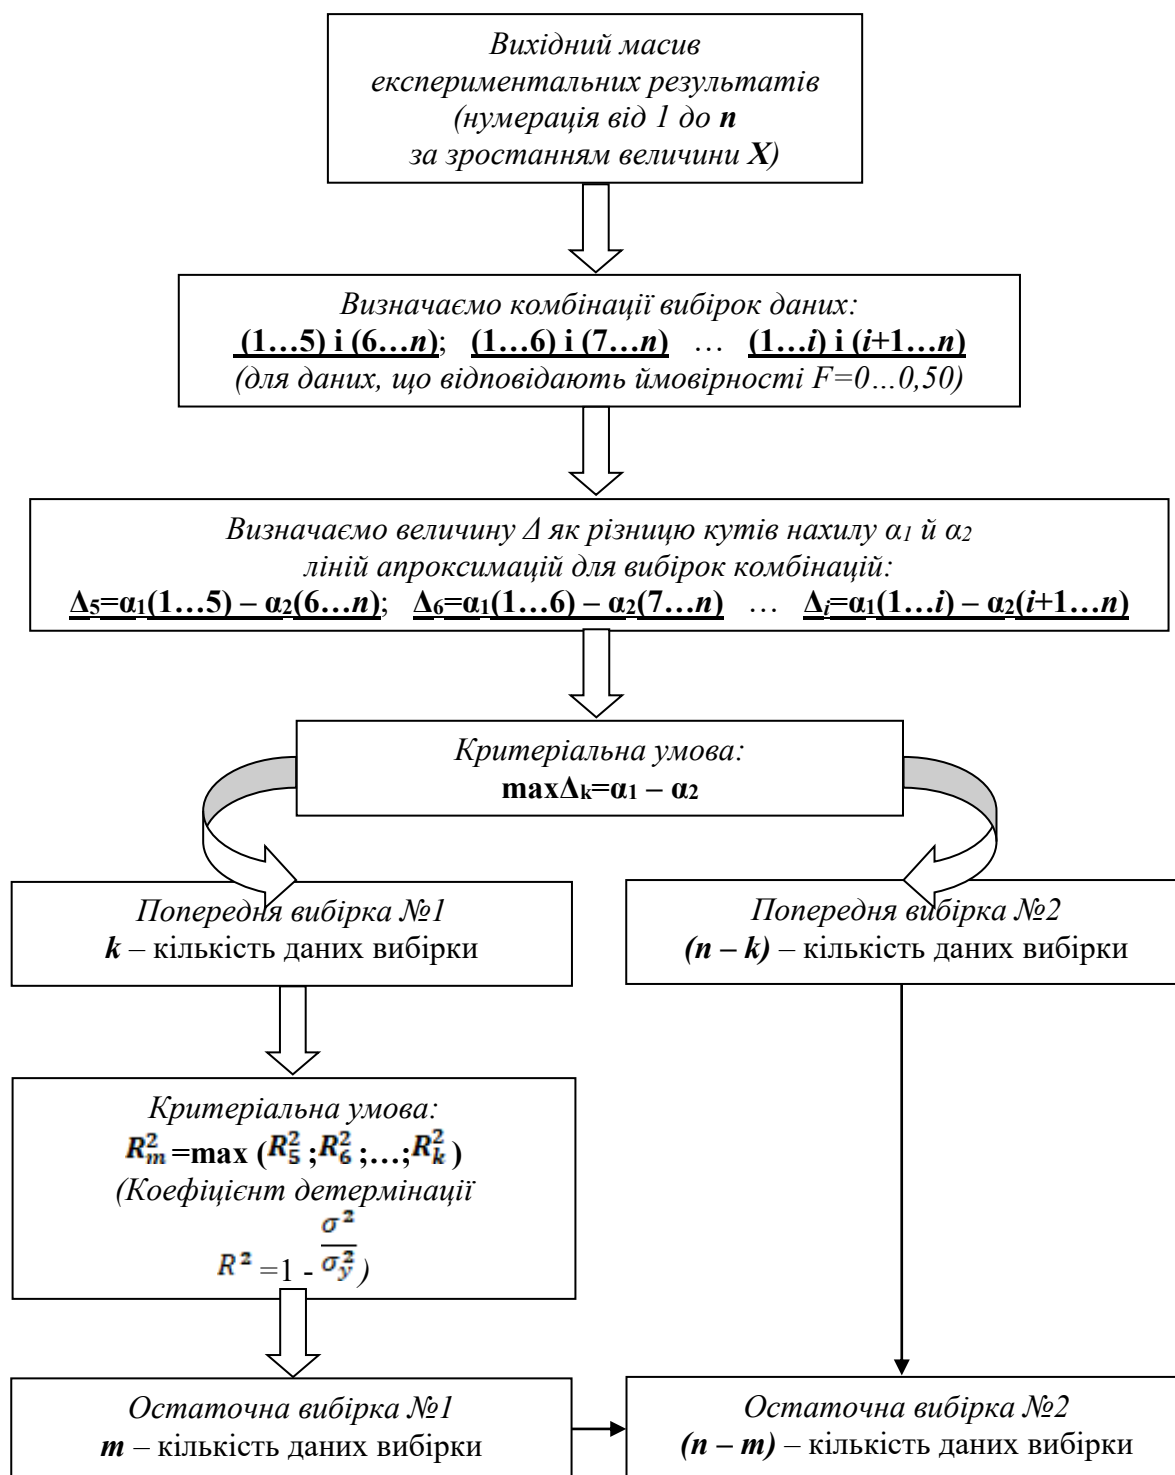 Вихідний масив
експериментальних результатів
(нумерація від 1 до n
за зростанням величини X)
Визначаємо комбінації вибірок даних:
(1…5) і (6…n); (1…6) і (7…n) … (1…i) і (i+1…n)
(для даних, що відповідають ймовірності F=0…0,50)
Визначаємо величину Δ як різницю кутів нахилу α₁ й α₂
ліній апроксимацій для вибірок комбінацій:
Δ₅=α₁(1…5) – α₂(6…n); Δ₆=α₁(1…6) – α₂(7…n) … Δᵢ=α₁(1…i) – α₂(i+1…n)
Критеріальна умова:
maxΔₖ=α₁ – α₂
Попередня вибірка №1
k – кількість даних вибірки
Попередня вибірка №2
(n – k) – кількість даних вибірки
Критеріальна умова:
R²ₘ=max (R²₅;R²₆;…;R²ₖ)
(Коефіцієнт детермінації
R² =1 - σ²/σ²_y)
Остаточна вибірка №1
m – кількість даних вибірки
Остаточна вибірка №2
(n – m) – кількість даних вибірки